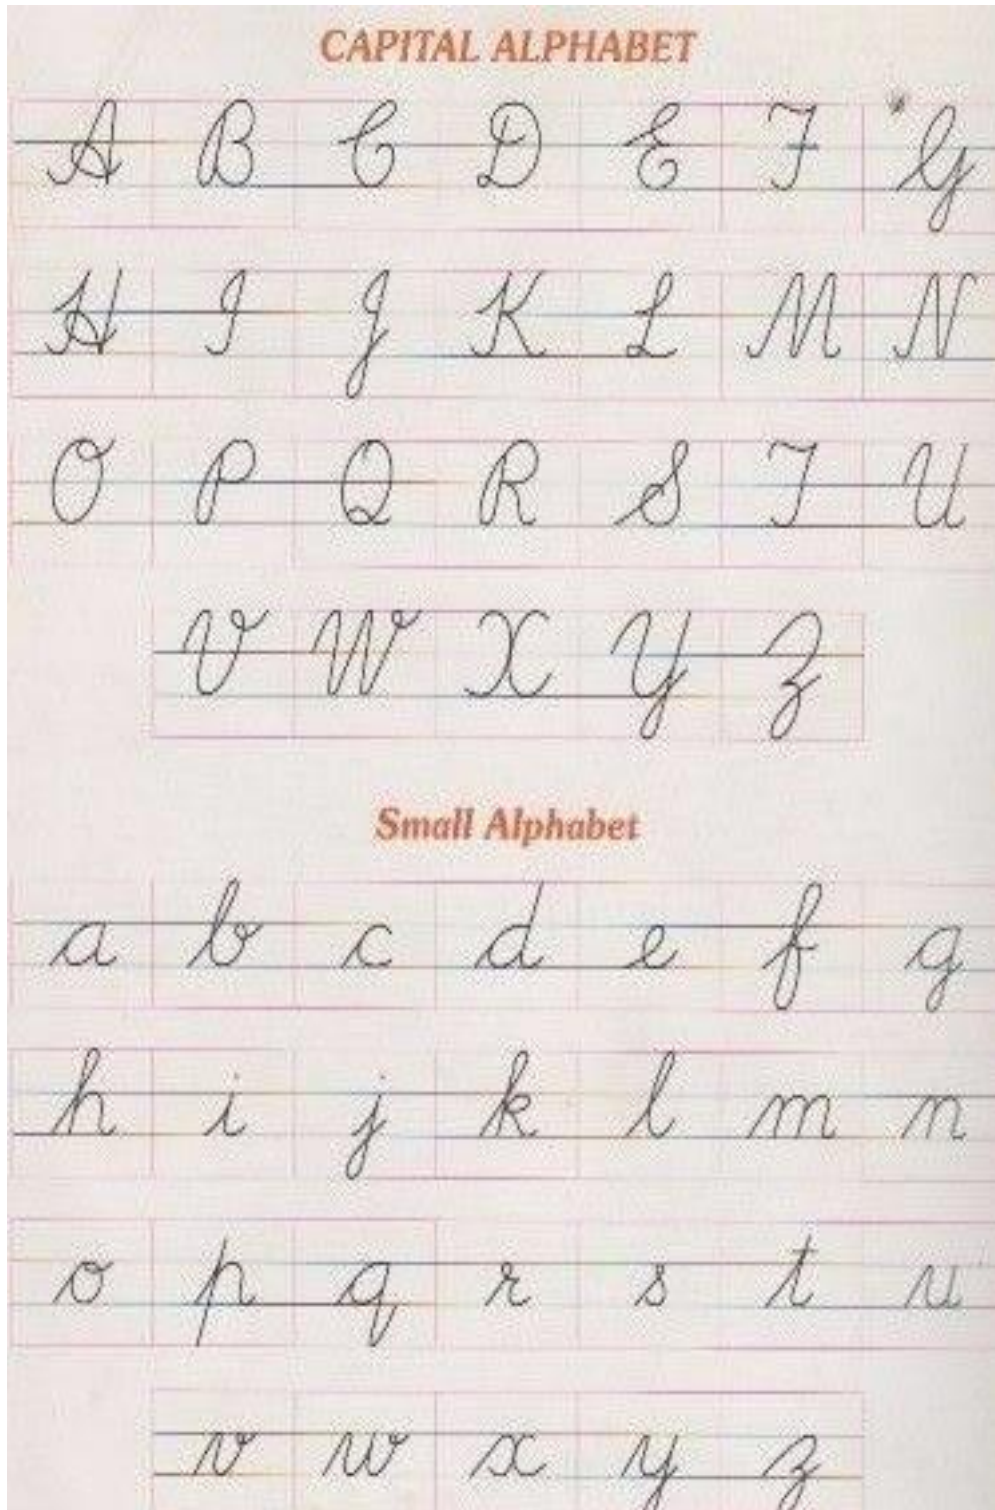 CAPITAL ALPHABET
A B C D E F G
H I J K L M N
O P Q R S T U
V W X Y Z
Small Alphabet
a b c d e f g
h i j k l m n
o p q r s t u
v w x y z